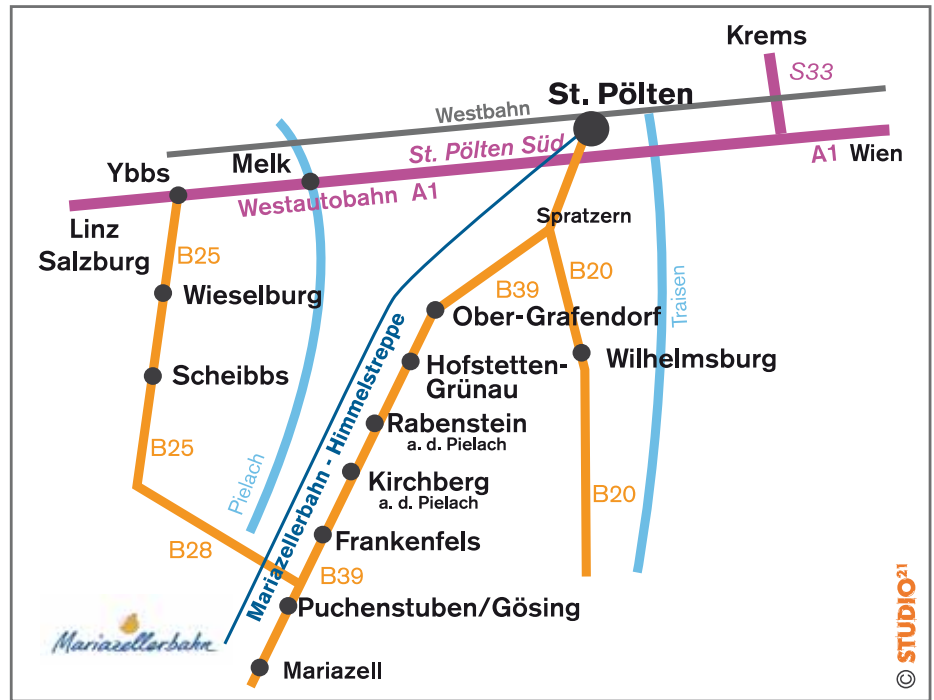 Krems
S33
St. Pölten
Westbahn
St. Pölten Süd
A1 Wien
Ybbs
Melk
Westautobahn A1
Linz
Salzburg
Spratzern
B25
B20
B39
Wieselburg
Ober-Grafendorf
Traisen
Wilhelmsburg
Hofstetten-
Grünau
Scheibbs
Mariazellerbahn - Himmelstreppe
Rabenstein
a. d. Pielach
B25
Pielach
Kirchberg
a. d. Pielach
B20
Frankenfels
B28
B39
Puchenstuben/Gösing
Mariazellerbahn
Mariazell
© STUDIO21